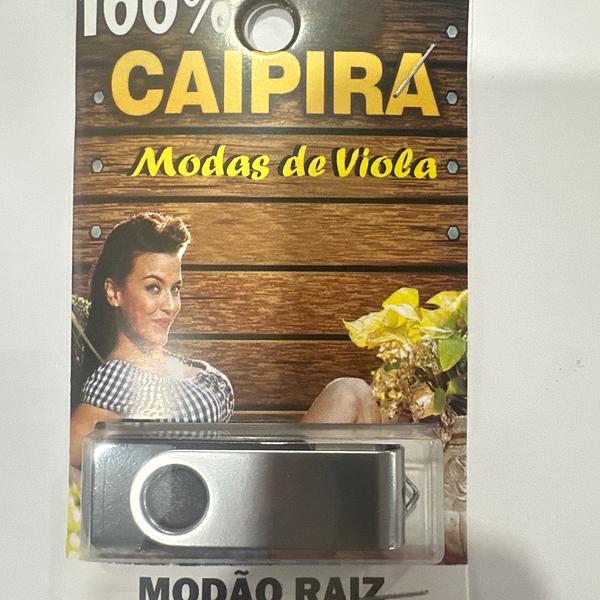 100%
CAIPIRA
Modas de Viola
MODÃO RAIZ